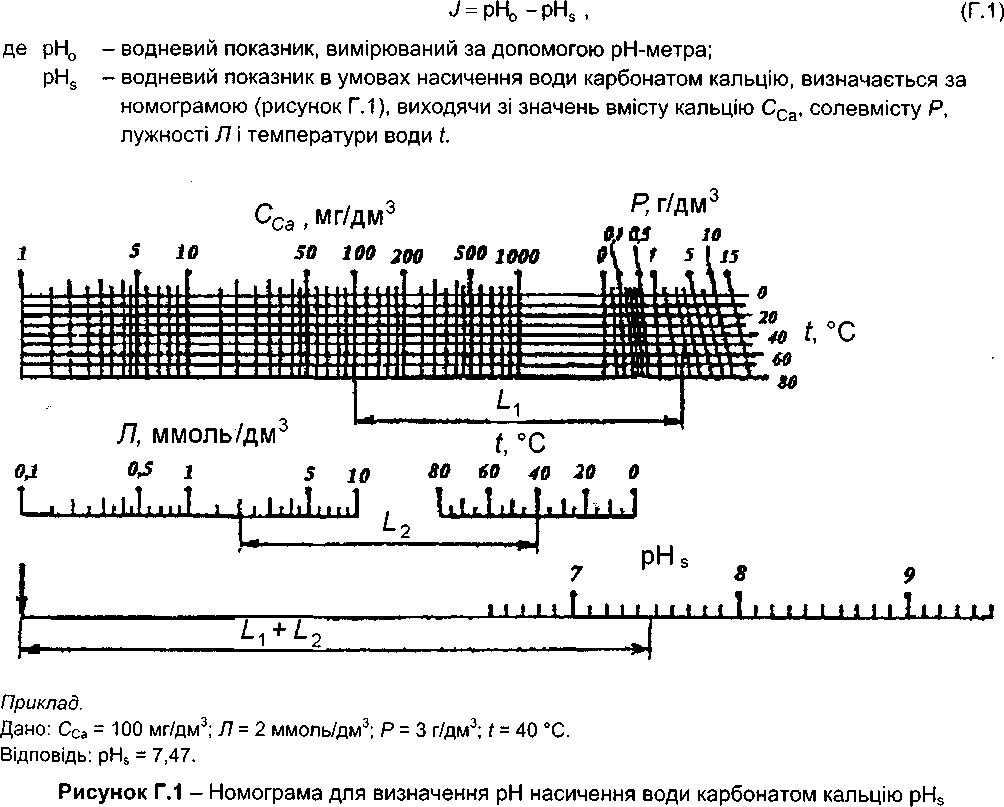 J = pHₒ – pHₛ , (Г.1)
де pHₒ – водневий показник, вимірюваний за допомогою pH-метра;
pHₛ – водневий показник в умовах насичення води карбонатом кальцію, визначається за
номограмою (рисунок Г.1), виходячи зі значень вмісту кальцію C_Ca, солевмісту P,
лужності Л і температури води t.
C_Ca , мг/дм³ P, г/дм³
0,1 0,5 10
1 5 10 50 100 200 500 1000 0 1 5 15
0
20
40 t, °C
60
80
L₁
Л, ммоль/дм³ t, °C
0,1 0,5 1 5 10 80 60 40 20 0
L₂
pH ₛ
7 8 9
L₁ + L₂
Приклад.
Дано: C_Ca = 100 мг/дм³; Л = 2 ммоль/дм³; P = 3 г/дм³; t = 40 °C.
Відповідь: pHₛ = 7,47.
Рисунок Г.1 – Номограма для визначення pH насичення води карбонатом кальцію pHₛ